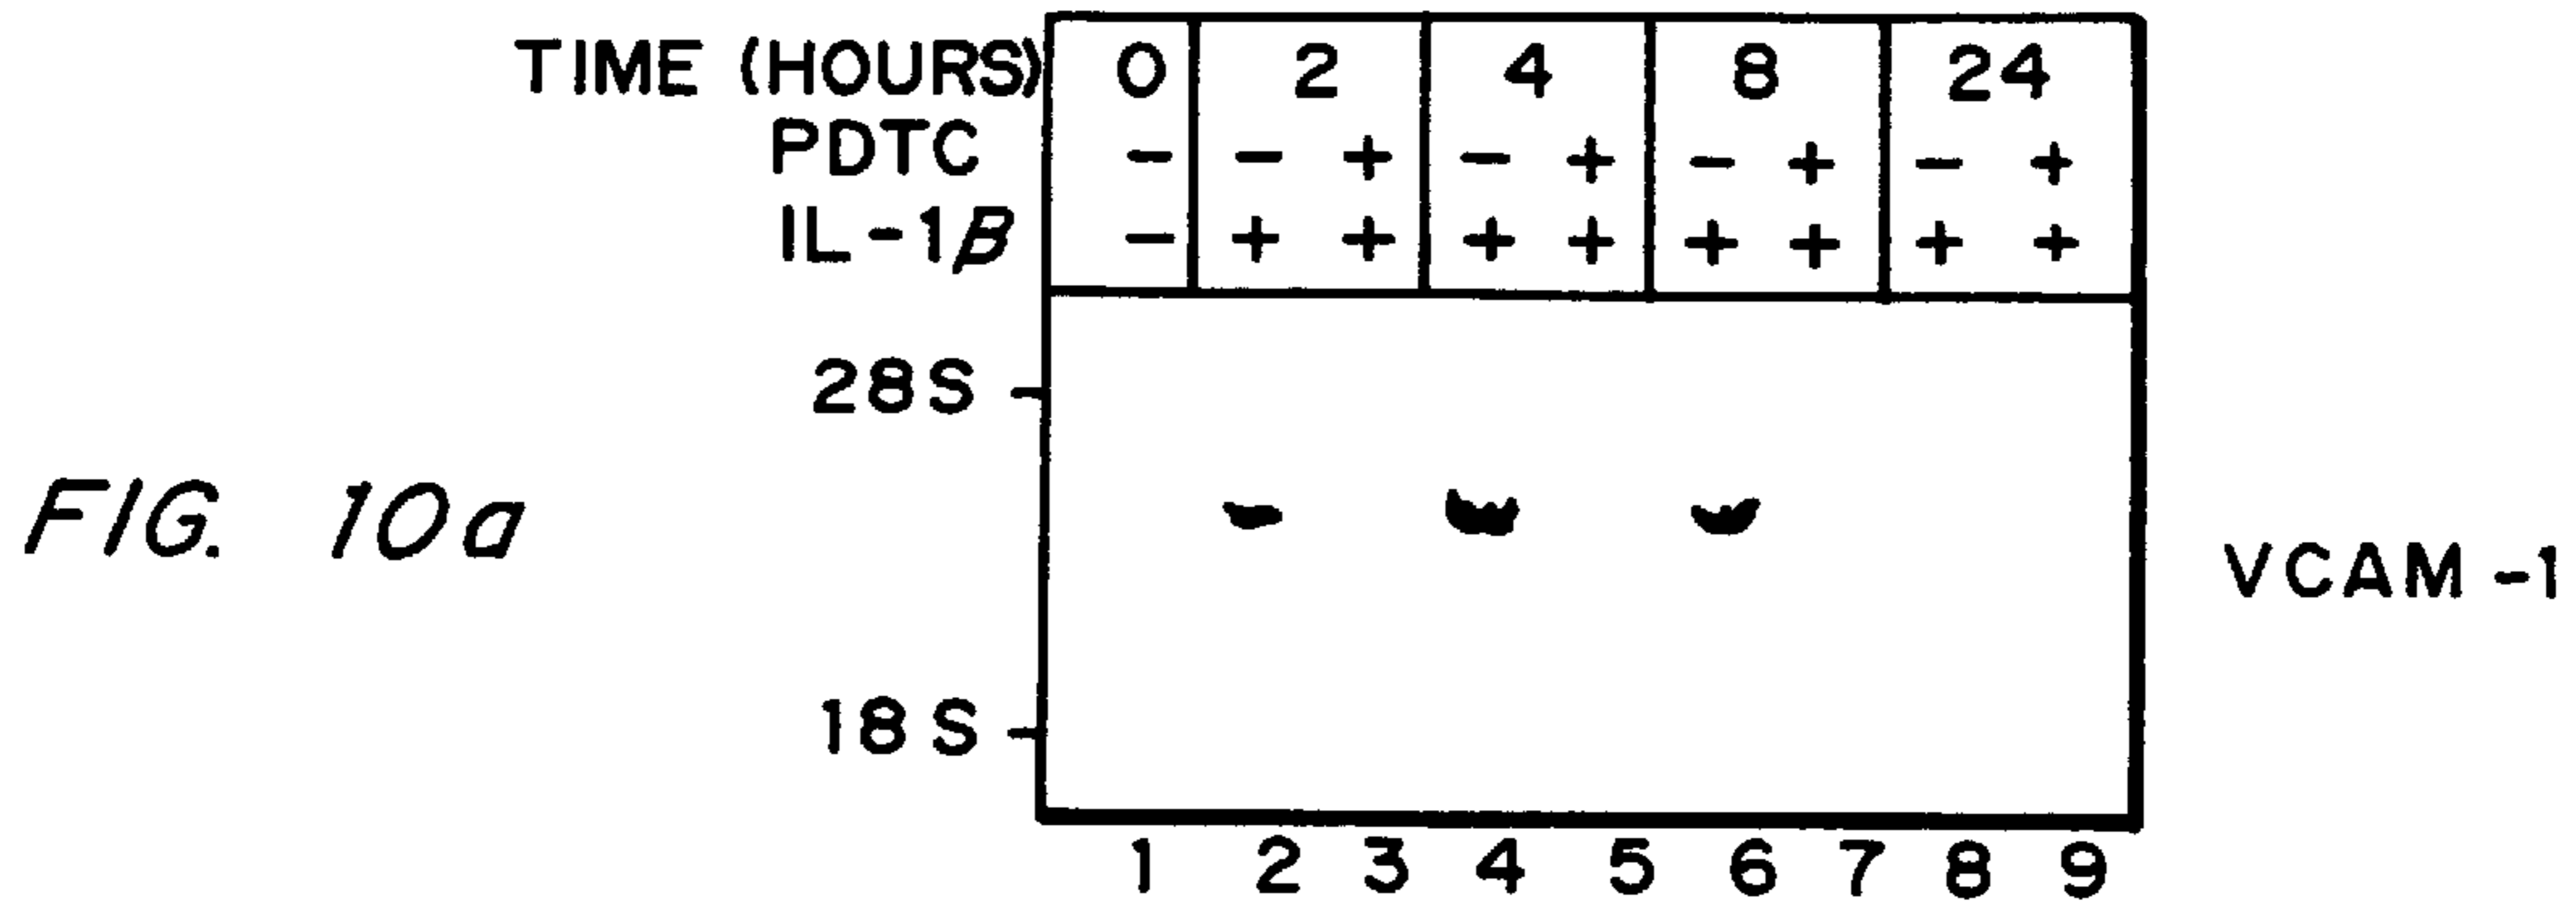 TIME (HOURS) 0 2 4 8 24
PDTC - - + - + - + - +
IL-1β - + + + + + + + +
28S
FIG. 10a
VCAM-1
18S
1 2 3 4 5 6 7 8 9